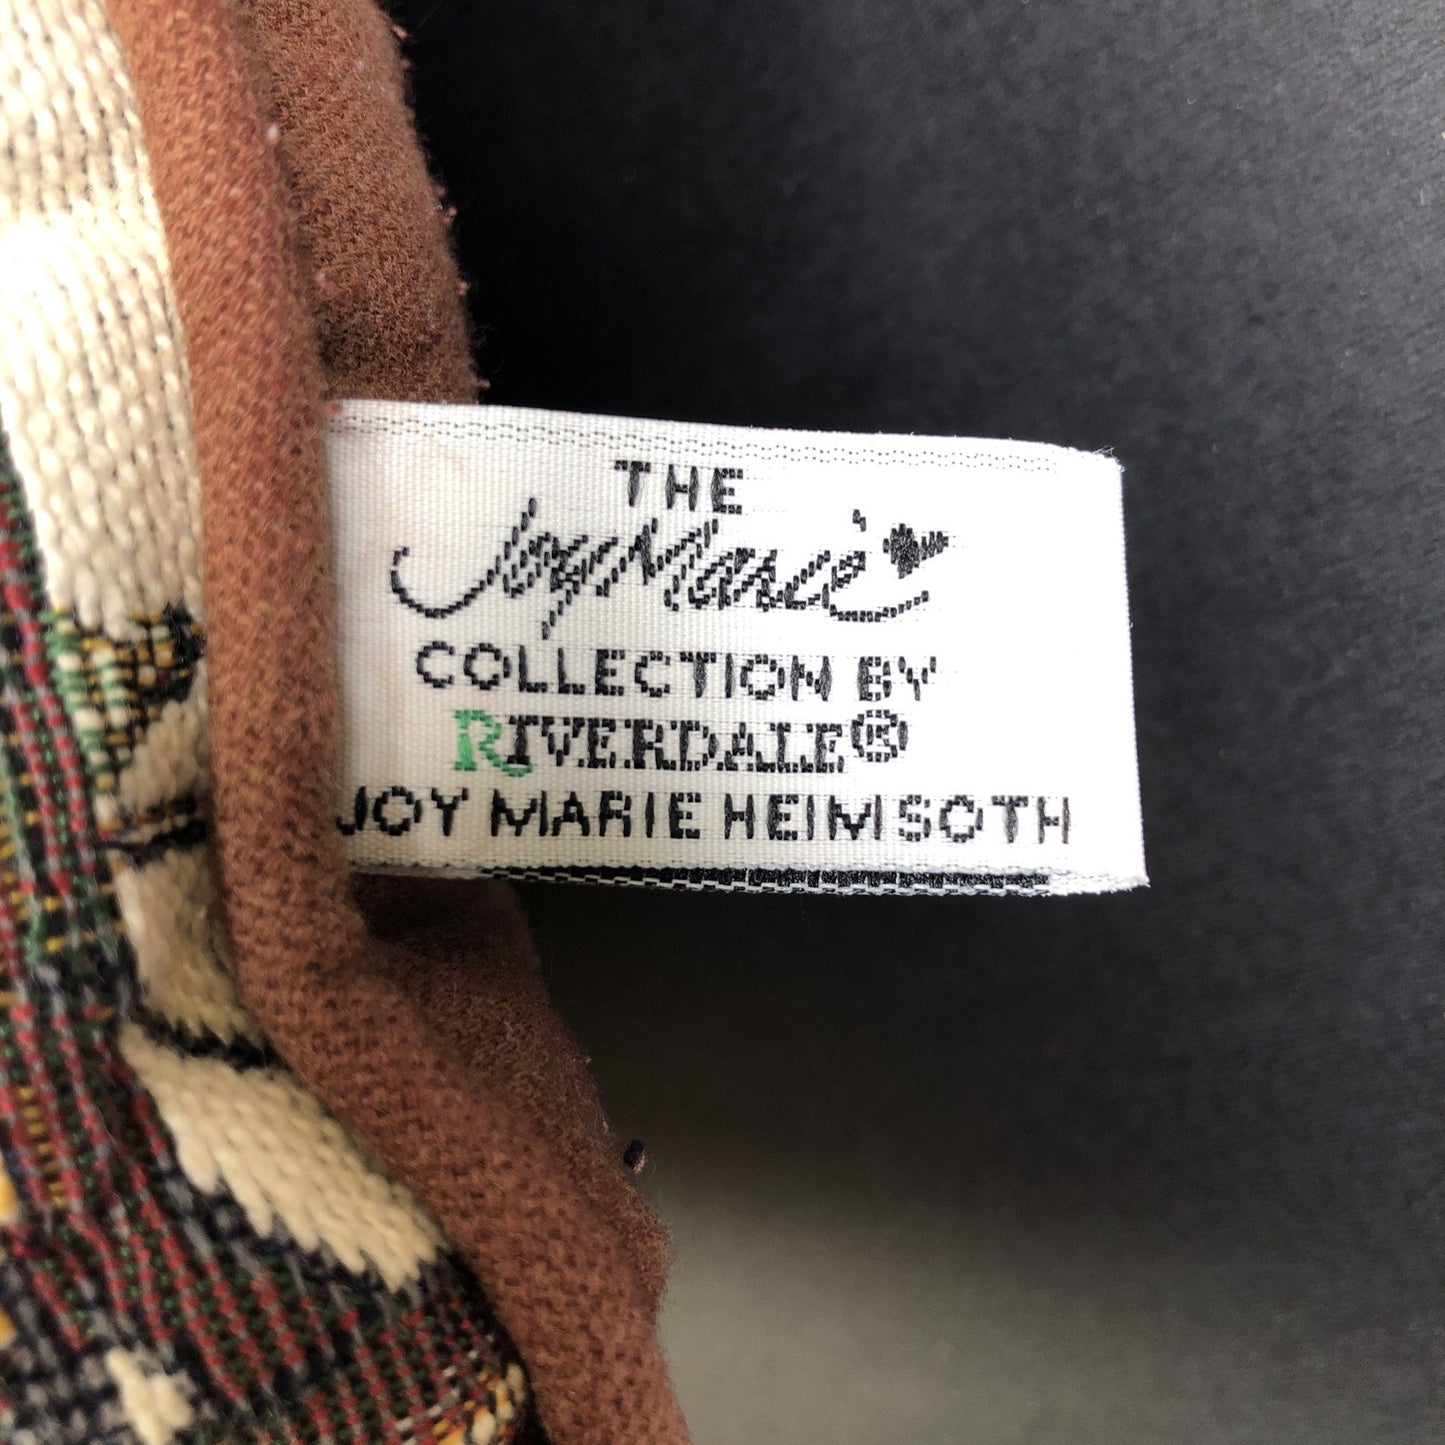 THE
Joy Marie
COLLECTION BY
RIVERDALE®
JOY MARIE HEIMSOTH